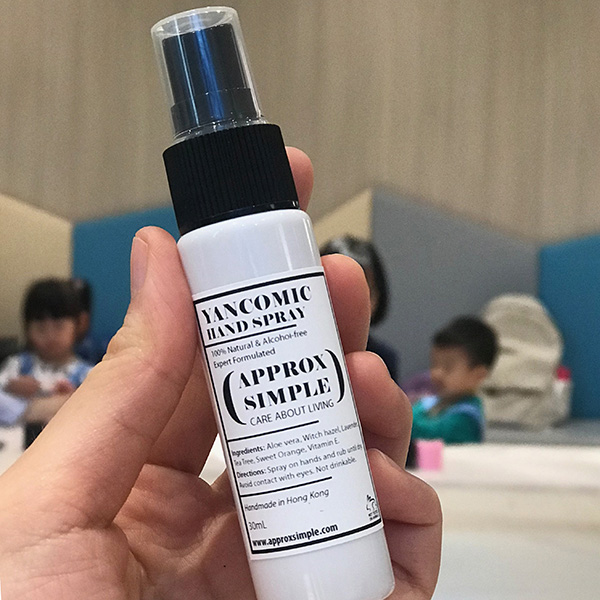 YANCOMIC
HAND SPRAY
100% Natural & Alcohol-free
Expert Formulated
(APPROX
SIMPLE)
CARE ABOUT LIVING
Ingredients: Aloe vera, Witch hazel, Lavender
Tea Tree, Sweet Orange, Vitamin E.
Directions: Spray on hands and rub until dry
Avoid contact with eyes. Not drinkable.
Handmade in Hong Kong
30mL
www.approxsimple.com